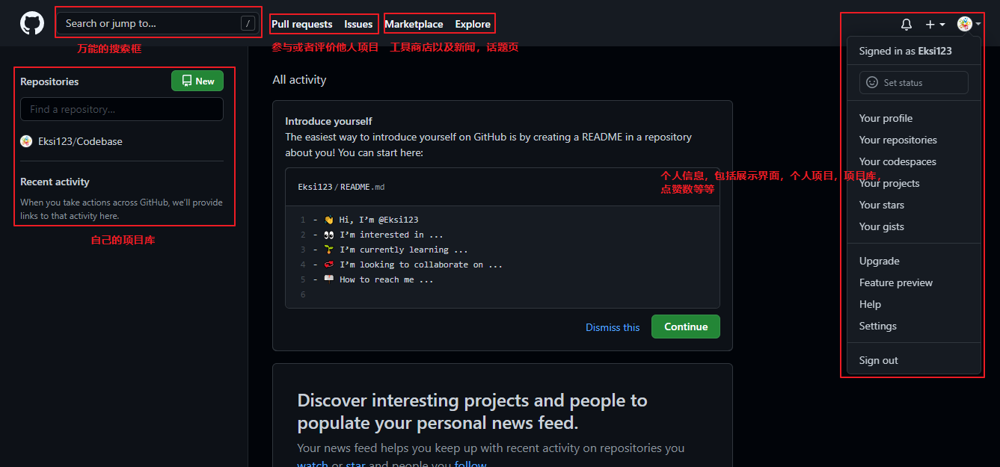 Search or jump to...
/
Pull requests
Issues
Marketplace
Explore
万能的搜索框
参与或者评价他人项目
工具商店以及新闻，话题页
Repositories
New
Find a repository...
Eksi123/Codebase
Recent activity
When you take actions across GitHub, we'll provide
links to that activity here.
自己的项目库
All activity
Introduce yourself
The easiest way to introduce yourself on GitHub is by creating a README in a repository
about you! You can start here:
Eksi123/README.md
1 - 👋 Hi, I'm @Eksi123
2 - 👀 I'm interested in ...
3 - 🌱 I'm currently learning ...
4 - 💞️ I'm looking to collaborate on ...
5 - 📫 How to reach me ...
6
Dismiss this
Continue
Discover interesting projects and people to
populate your personal news feed.
Your news feed helps you keep up with recent activity on repositories you
watch or star and people you follow.
个人信息，包括展示界面，个人项目，项目库，
点赞数等等
Signed in as Eksi123
Set status
Your profile
Your repositories
Your codespaces
Your projects
Your stars
Your gists
Upgrade
Feature preview
Help
Settings
Sign out